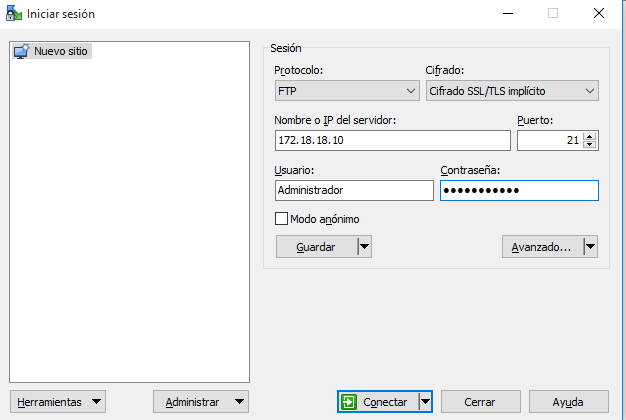 Iniciar sesión
Nuevo sitio
Sesión
Protocolo:
Cifrado:
FTP
Cifrado SSL/TLS implícito
Nombre o IP del servidor:
Puerto:
172.18.18.10
21
Usuario:
Contraseña:
Administrador
●●●●●●●●●●●
Modo anónimo
Guardar
Avanzado...
Herramientas
Administrar
Conectar
Cerrar
Ayuda